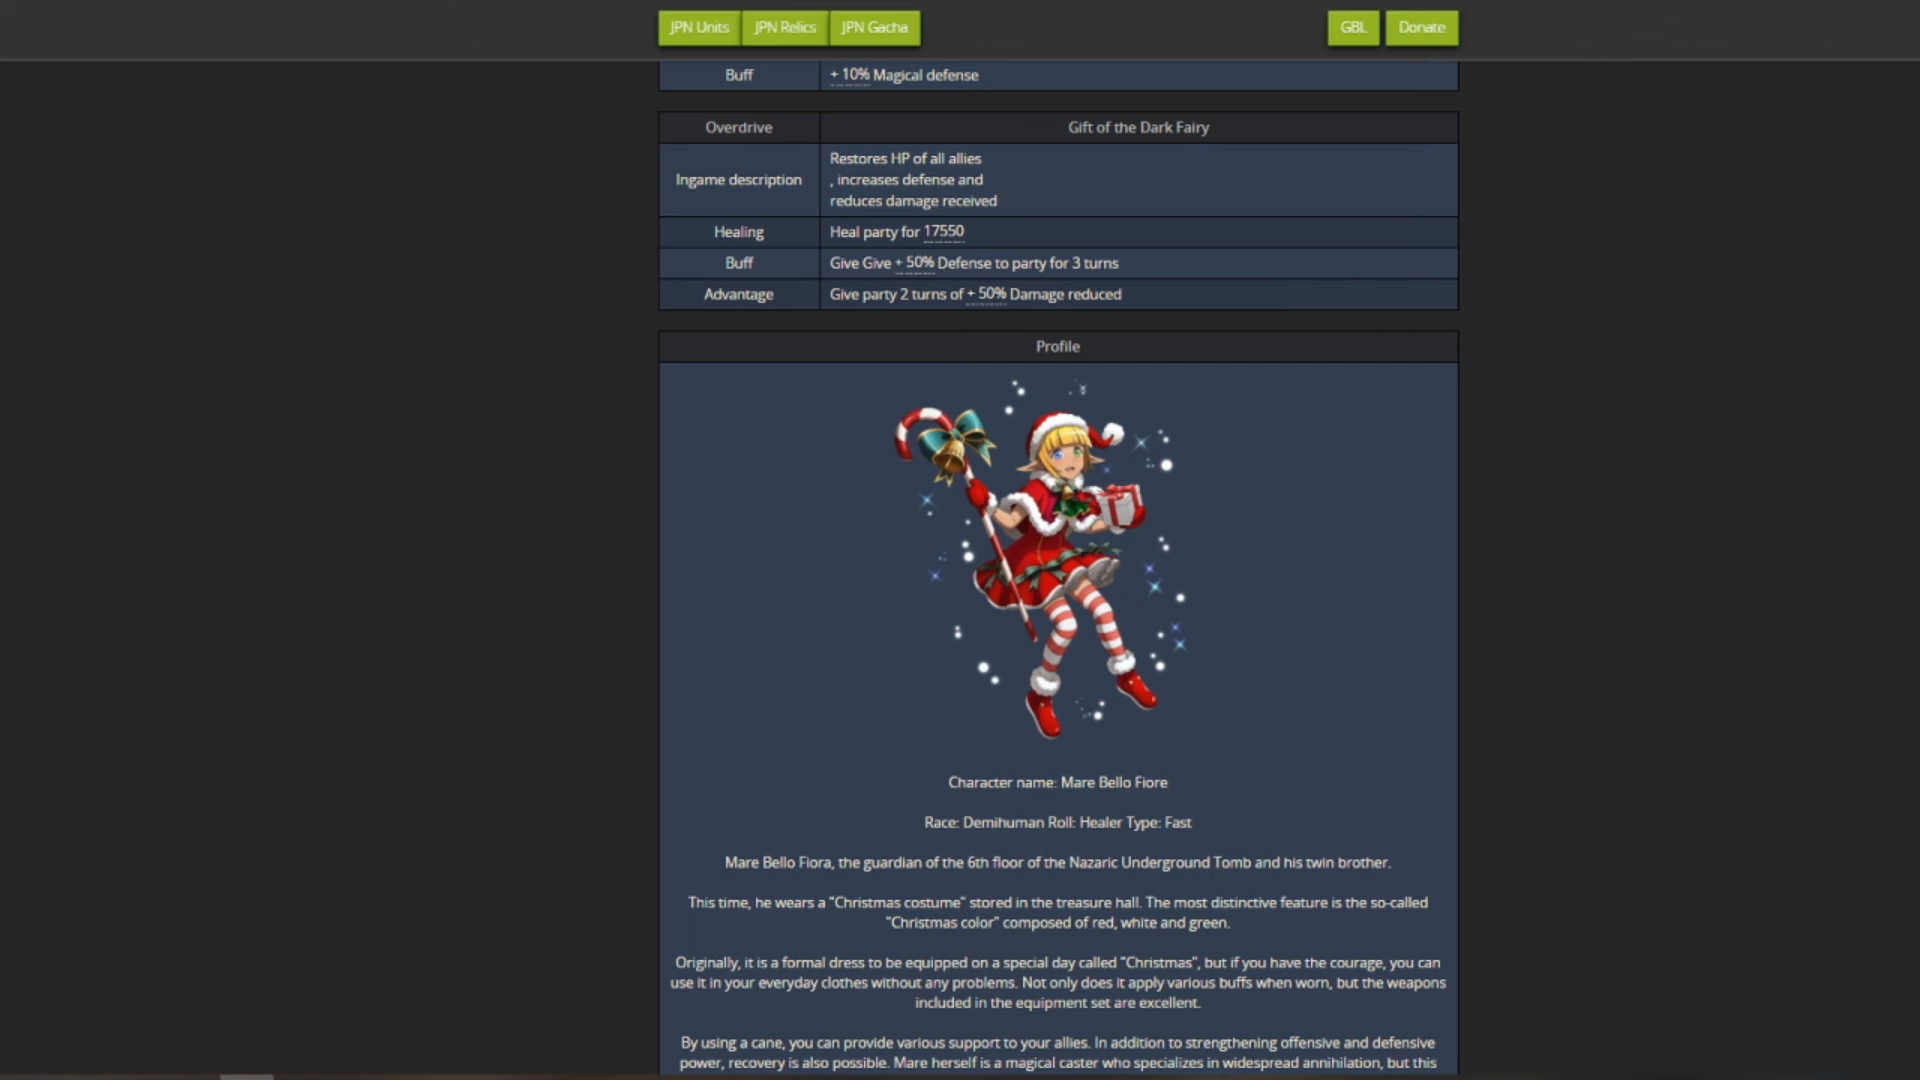 JPN Units JPN Relics JPN Gacha GBL Donate
Buff + 10% Magical defense
Overdrive Gift of the Dark Fairy
Ingame description
Restores HP of all allies
, increases defense and
reduces damage received
Healing Heal party for 17550
Buff Give Give + 50% Defense to party for 3 turns
Advantage Give party 2 turns of + 50% Damage reduced
Profile
Character name: Mare Bello Fiore
Race: Demihuman Roll: Healer Type: Fast
Mare Bello Fiora, the guardian of the 6th floor of the Nazaric Underground Tomb and his twin brother.
This time, he wears a "Christmas costume" stored in the treasure hall. The most distinctive feature is the so-called
"Christmas color" composed of red, white and green.
Originally, it is a formal dress to be equipped on a special day called "Christmas", but if you have the courage, you can
use it in your everyday clothes without any problems. Not only does it apply various buffs when worn, but the weapons
included in the equipment set are excellent.
By using a cane, you can provide various support to your allies. In addition to strengthening offensive and defensive
power, recovery is also possible. Mare herself is a magical caster who specializes in widespread annihilation, but this